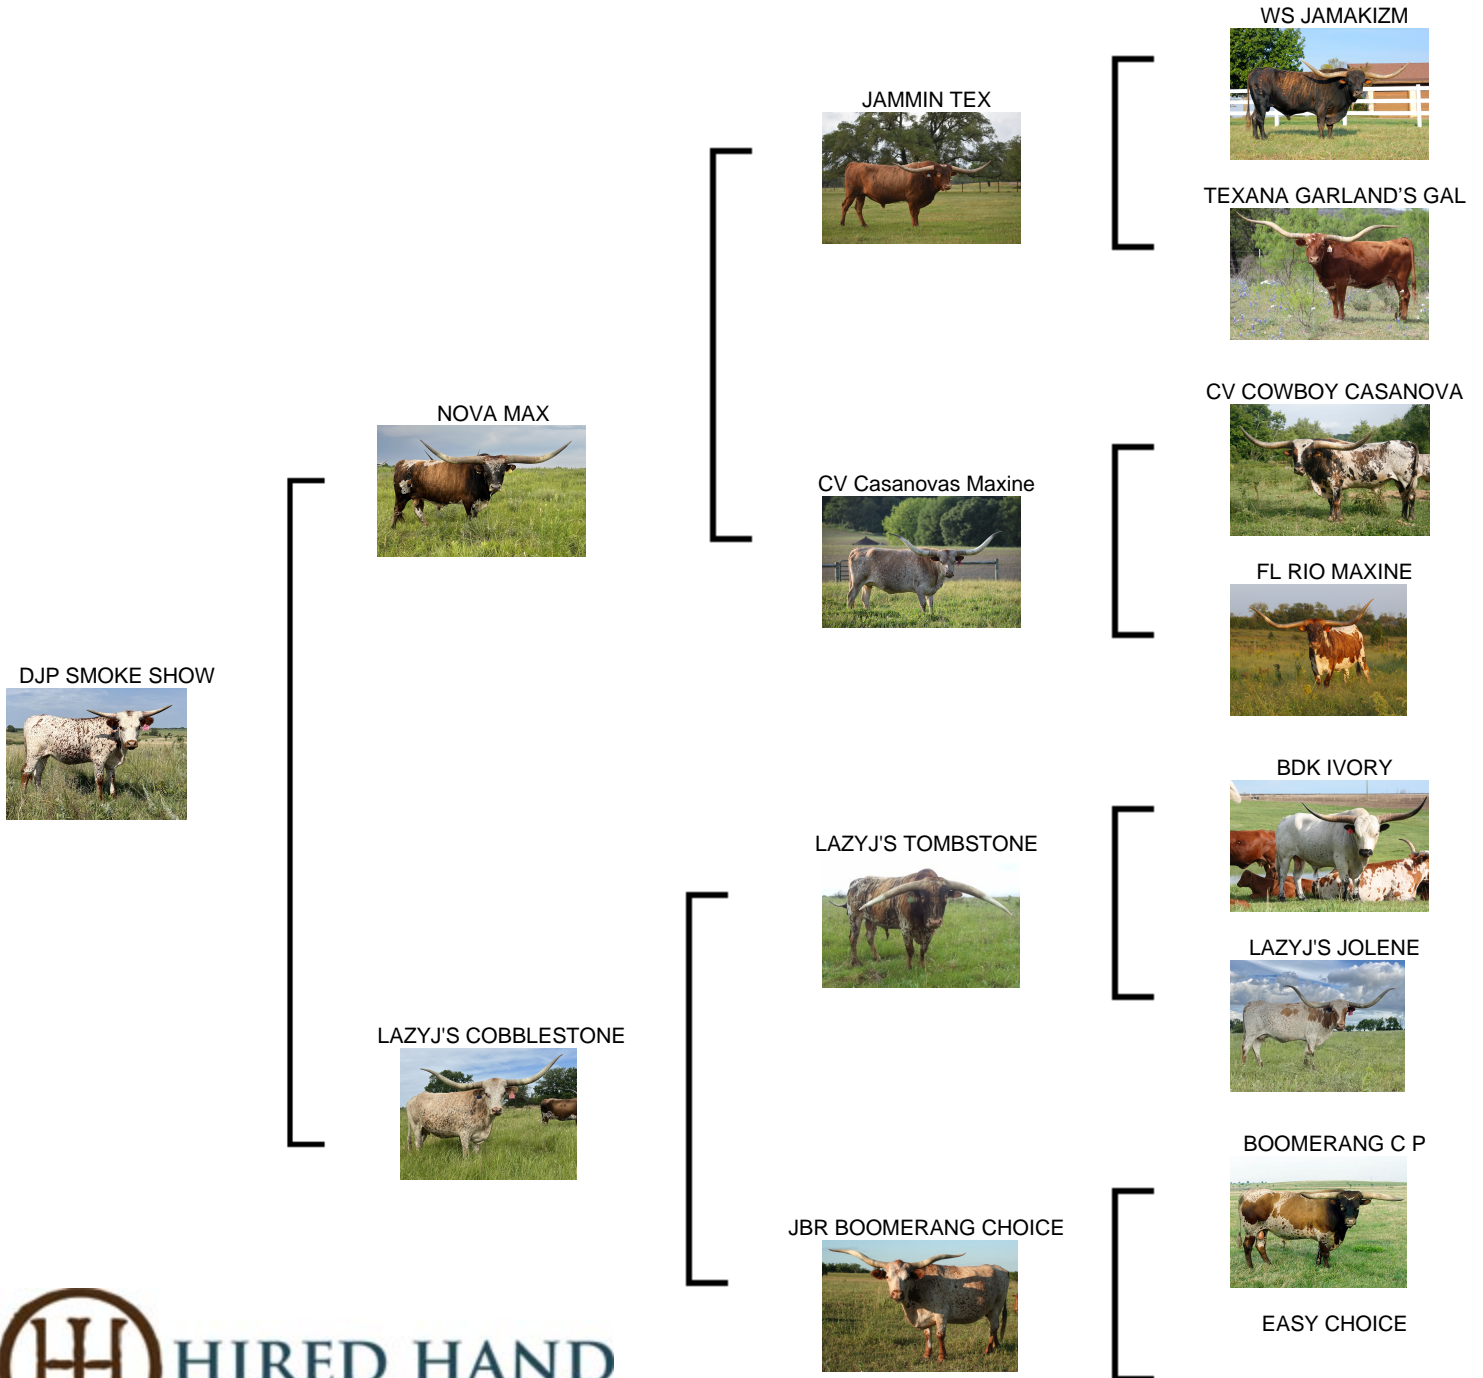 WS JAMAKIZM
JAMMIN TEX
TEXANA GARLAND'S GAL
CV COWBOY CASANOVA
NOVA MAX
CV Casanovas Maxine
FL RIO MAXINE
DJP SMOKE SHOW
BDK IVORY
LAZYJ'S TOMBSTONE
LAZYJ'S JOLENE
LAZYJ'S COBBLESTONE
BOOMERANG C P
JBR BOOMERANG CHOICE
EASY CHOICE
HIRED HAND